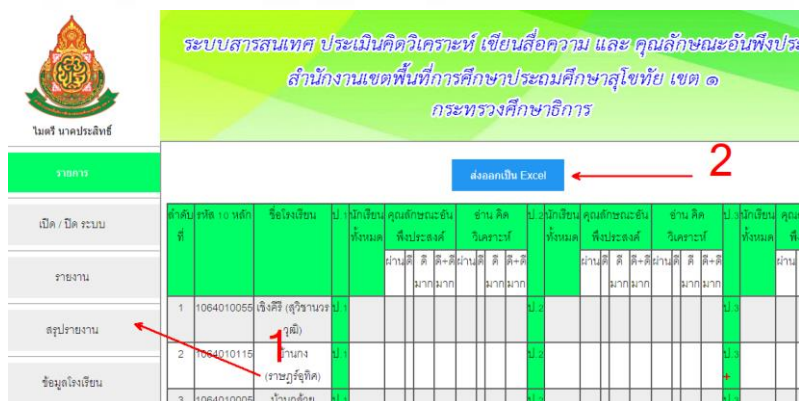 ระบบสารสนเทศ ประเมินคิดวิเคราะห์ เขียนสื่อความ และ คุณลักษณะอันพึงประ
สำนักงานเขตพื้นที่การศึกษาประถมศึกษาสุโขทัย เขต ๑
กระทรวงศึกษาธิการ
ไมตรี นาคประสิทธิ์
รายการ
เปิด / ปิด ระบบ
รายงาน
สรุปรายงาน
ข้อมูลโรงเรียน
1
ส่งออกเป็น Excel
2
ลำดับ รหัส 10 หลัก ชื่อโรงเรียน ป.1 นักเรียน คุณลักษณะอัน อ่าน คิด ป.2 นักเรียน คุณลักษณะอัน อ่าน คิด ป.3 นักเรียน
ที่ ทั้งหมด พึงประสงค์ วิเคราะห์ ทั้งหมด พึงประสงค์ วิเคราะห์ ทั้งหมด
ผ่าน ดี ดี ดี+ดี ผ่าน ดี ดี ดี+ดี ผ่าน ดี ดี ดี+ดี ผ่าน ดี ดี ดี+ดี ผ่าน
มาก มาก มาก มาก มาก มาก มาก มาก
1 1064010055 เชิงคีรี (สุวิชานวร ป.1 ป.2 ป.3
วุฒิ)
2 1064010115 บ้านกง ป.1 ป.2 ป.3
(ราษฎร์อุทิศ) +
3 1064010005 ป.1 ป.2 ป.3